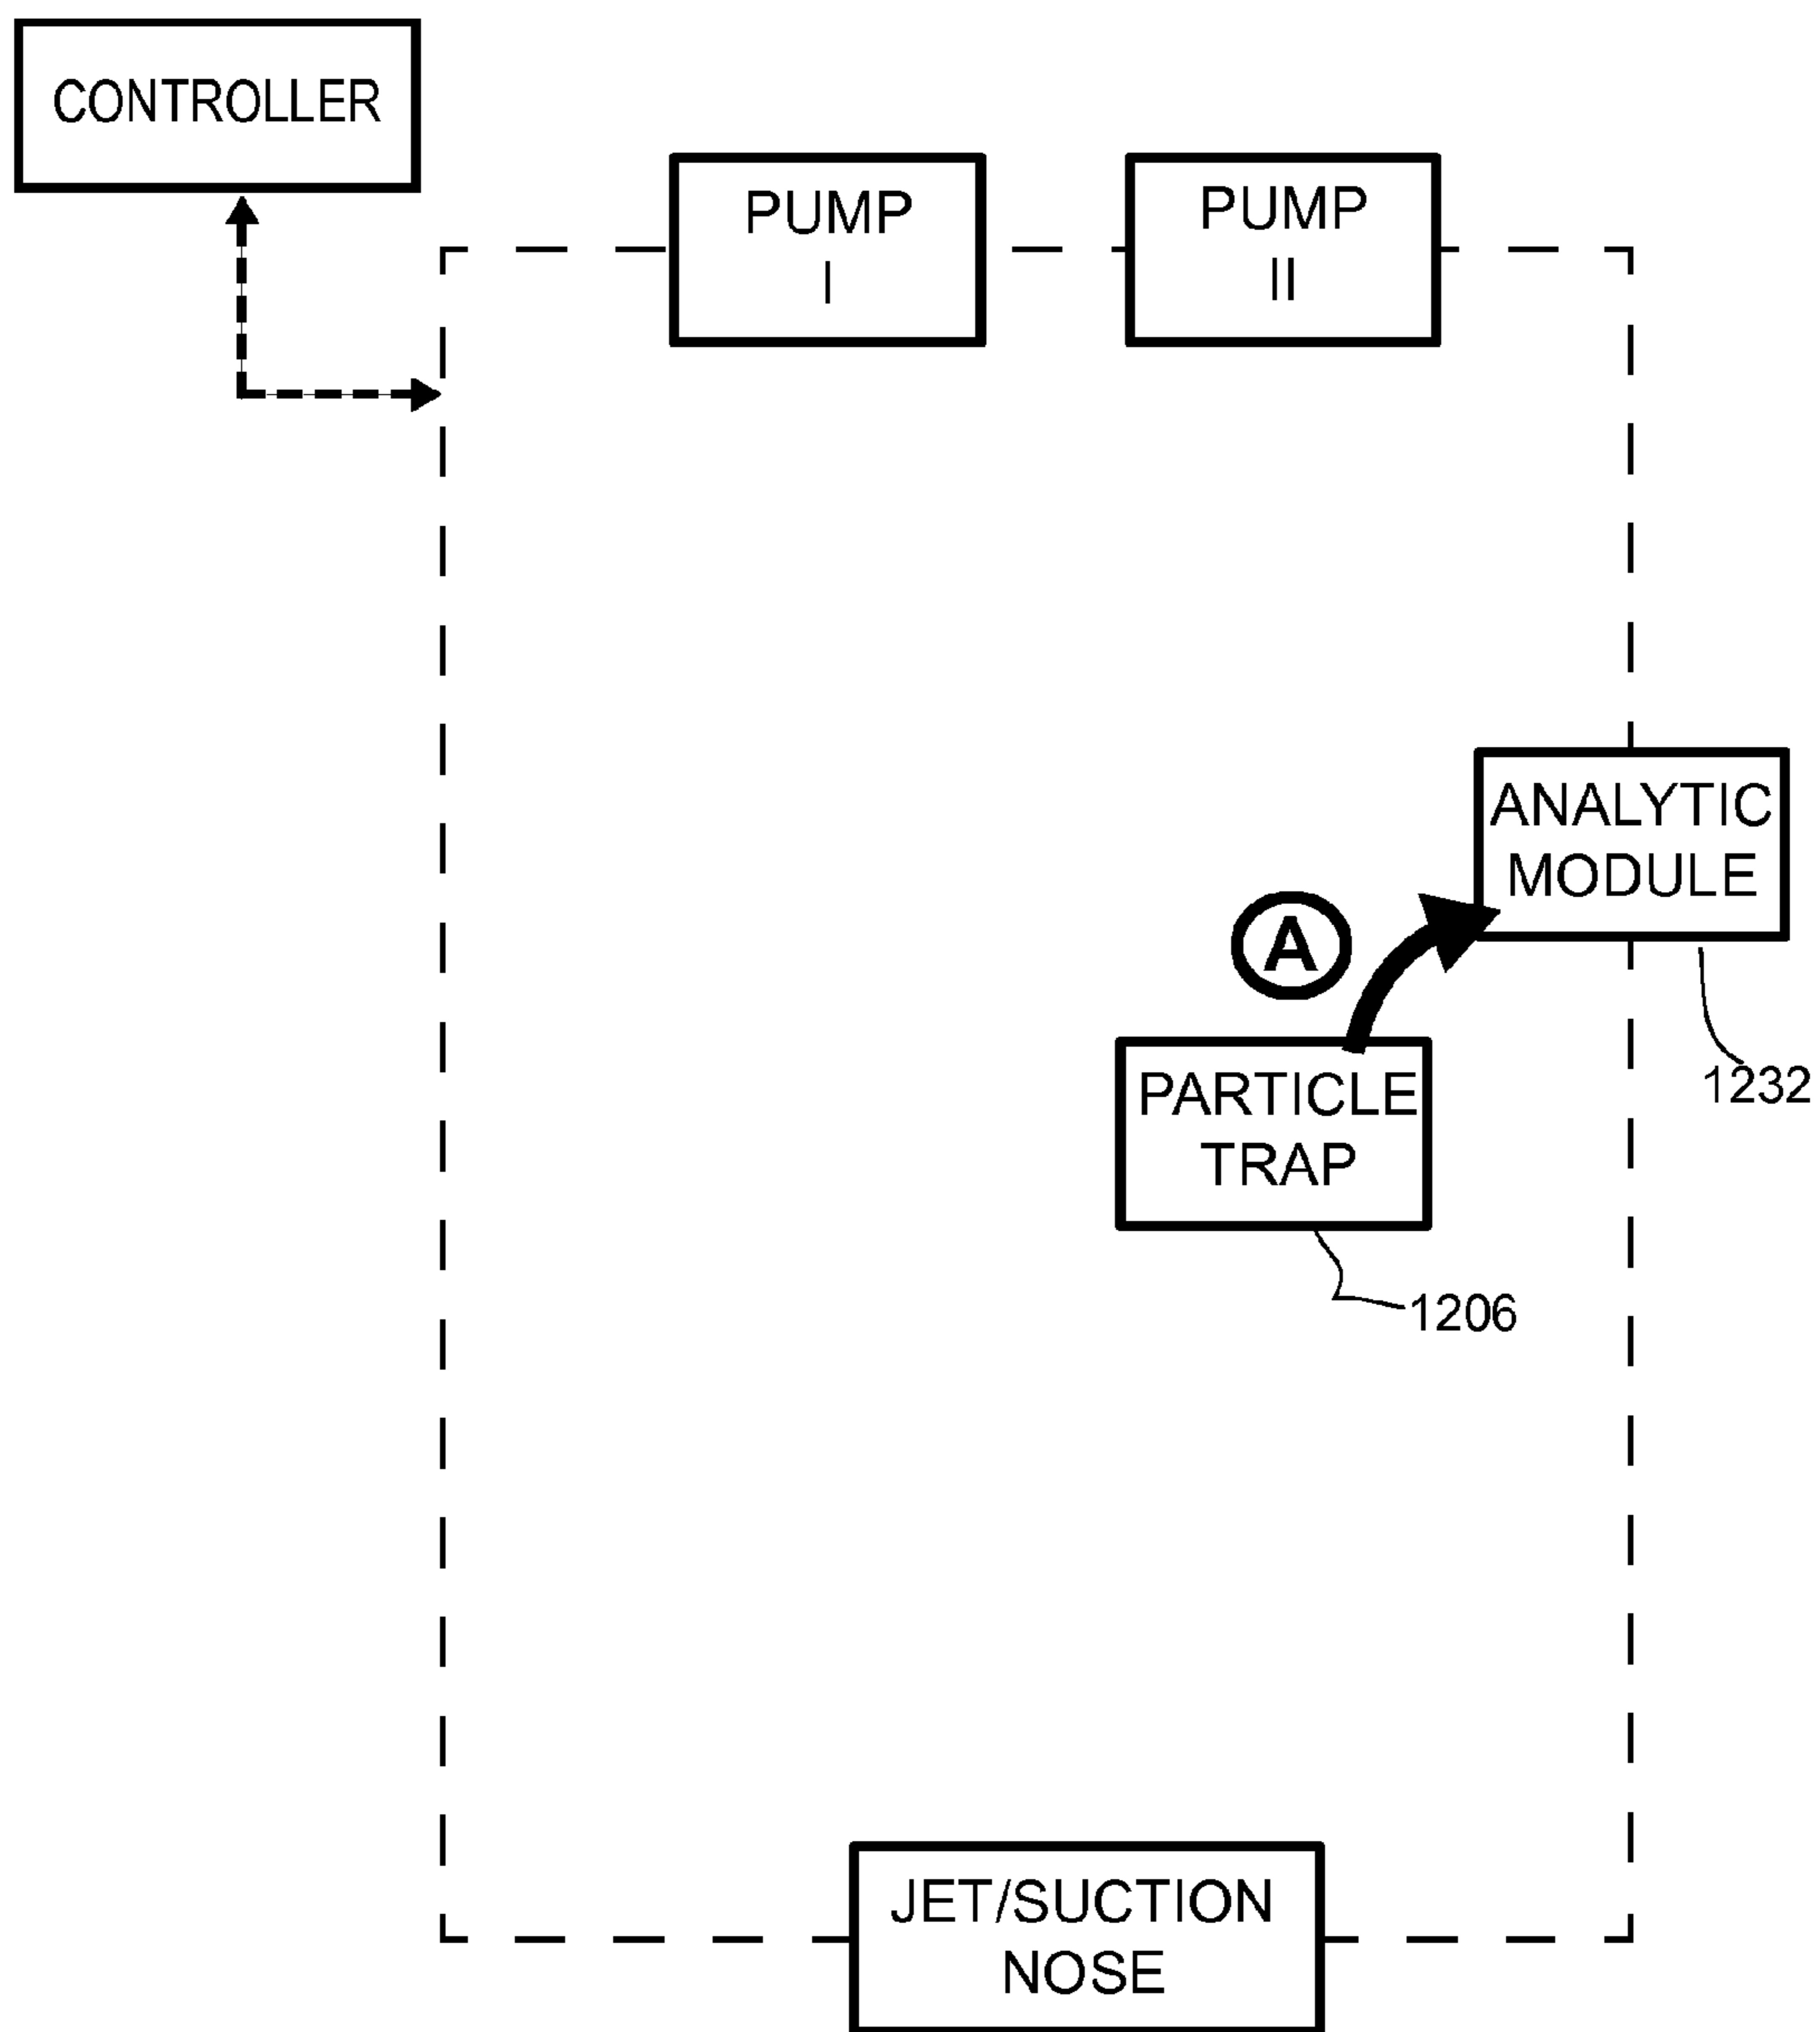 CONTROLLER
PUMP
I
PUMP
II
ANALYTIC
MODULE
A
1232
PARTICLE
TRAP
1206
JET/SUCTION
NOSE